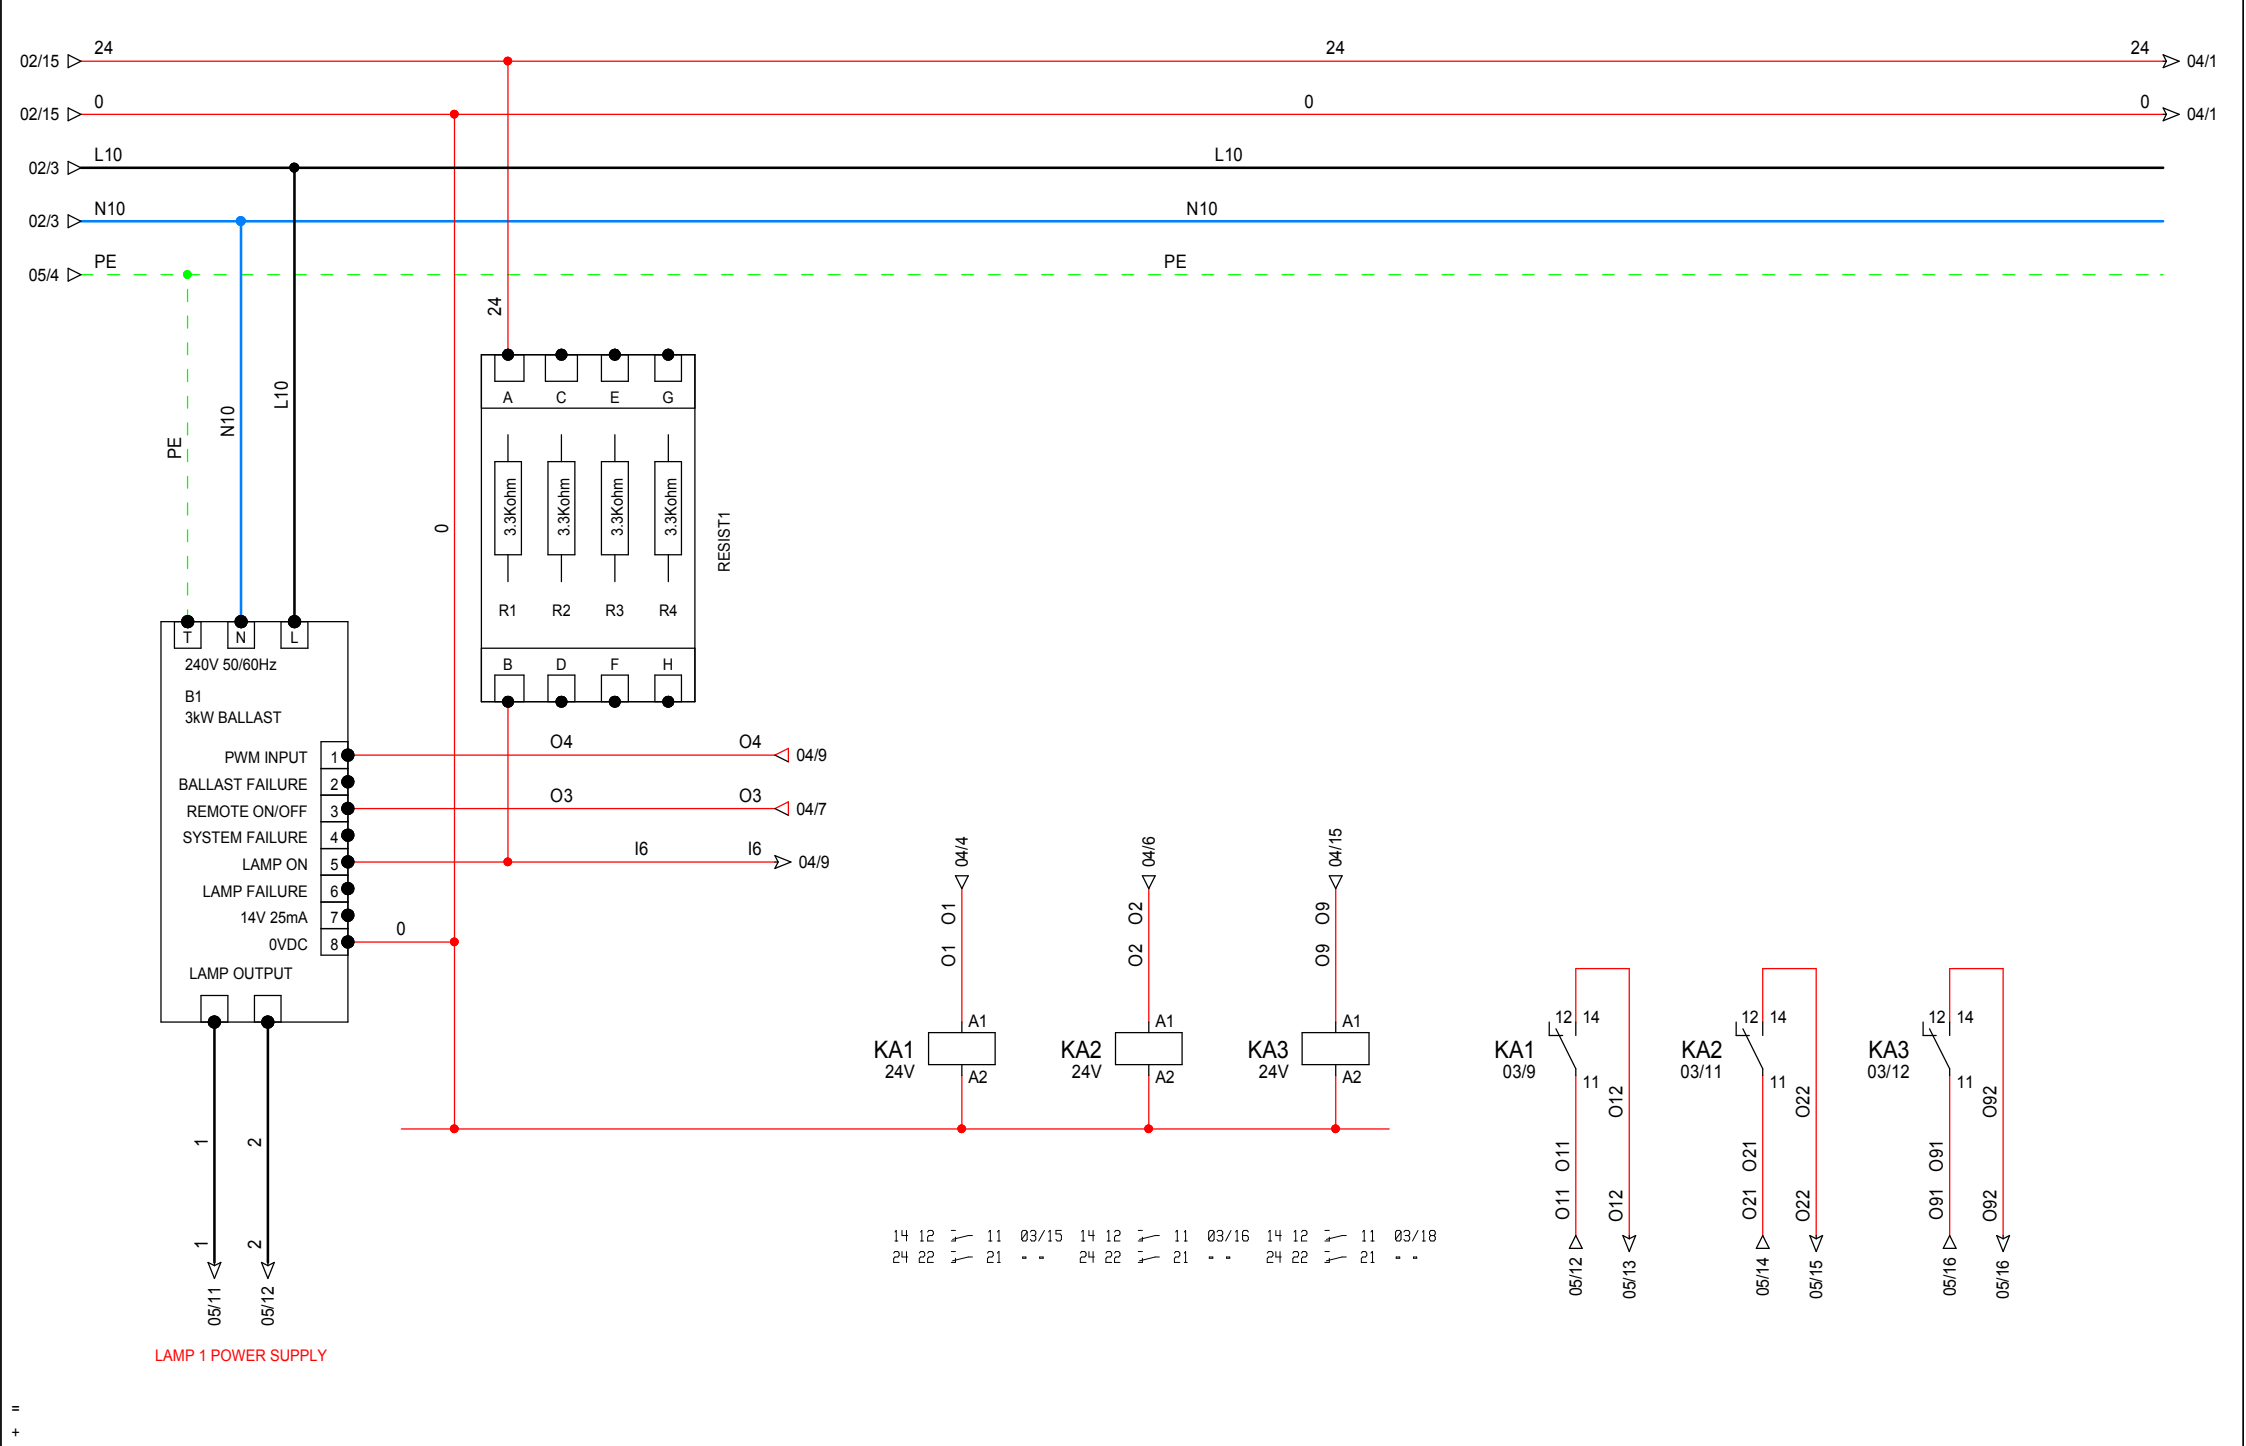 02/15 24 24 24 04/1
02/15 0 0 0 04/1
02/3 L10 L10
02/3 N10 N10
05/4 PE PE
PE
N10
L10
0
24
A C E G
3.3Kohm 3.3Kohm 3.3Kohm 3.3Kohm
R1 R2 R3 R4
B D F H
RESIST1
T N L
240V 50/60Hz
B1
3kW BALLAST
PWM INPUT 1 O4 O4 04/9
BALLAST FAILURE 2
REMOTE ON/OFF 3 O3 O3 04/7
SYSTEM FAILURE 4
LAMP ON 5 I6 I6 04/9
LAMP FAILURE 6
14V 25mA 7
0VDC 8 0
LAMP OUTPUT
1 2
1 2
05/11 05/12
LAMP 1 POWER SUPPLY
04/4 04/6 04/15
O1 O2 O9
O1 O2 O9
A1 A1 A1
KA1 KA2 KA3
24V 24V 24V
A2 A2 A2
14 12 11 03/15 14 12 11 03/16 14 12 11 03/18
24 22 21 - - 24 22 21 - - 24 22 21 - -
12 14 12 14 12 14
KA1 KA2 KA3
03/9 03/11 03/12
11 11 11
O12 O22 O92
O11 O21 O91
O11 O12 O21 O22 O91 O92
05/12 05/13 05/14 05/15 05/16 05/16
=
+